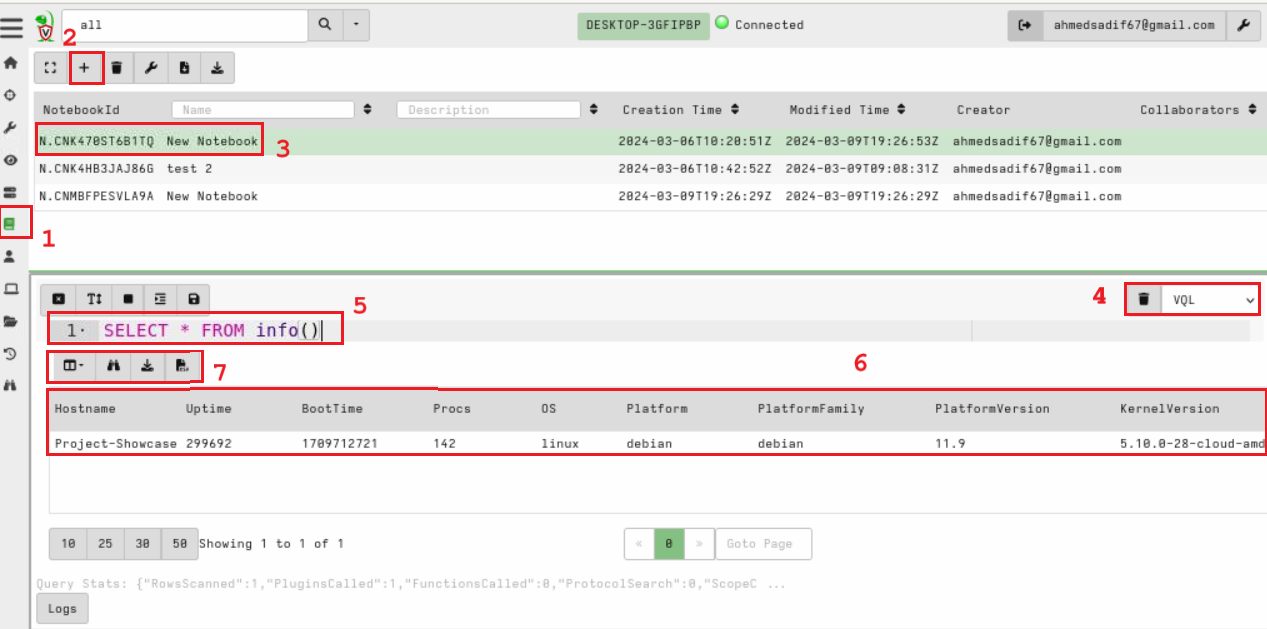 all DESKTOP-3GFIPBP Connected ahmedsadif67@gmail.com
2
NotebookId Name Description Creation Time Modified Time Creator Collaborators
N.CNK470ST6B1TQ New Notebook 2024-03-06T10:20:51Z 2024-03-09T19:26:53Z ahmedsadif67@gmail.com
3
N.CNK4HB3JAJ86G test 2 2024-03-06T10:42:52Z 2024-03-09T09:08:31Z ahmedsadif67@gmail.com
N.CNMBFPESVLA9A New Notebook 2024-03-09T19:26:29Z 2024-03-09T19:26:29Z ahmedsadif67@gmail.com
1
4 VQL
5
1 SELECT * FROM info()
7 6
Hostname Uptime BootTime Procs OS Platform PlatformFamily PlatformVersion KernelVersion
Project-Showcase 299692 1709712721 142 linux debian debian 11.9 5.10.0-28-cloud-amd
10 25 30 50 Showing 1 to 1 of 1 « 0 » Goto Page
Query Stats: {"RowsScanned":1,"PluginsCalled":1,"FunctionsCalled":0,"ProtocolSearch":0,"ScopeC ...
Logs